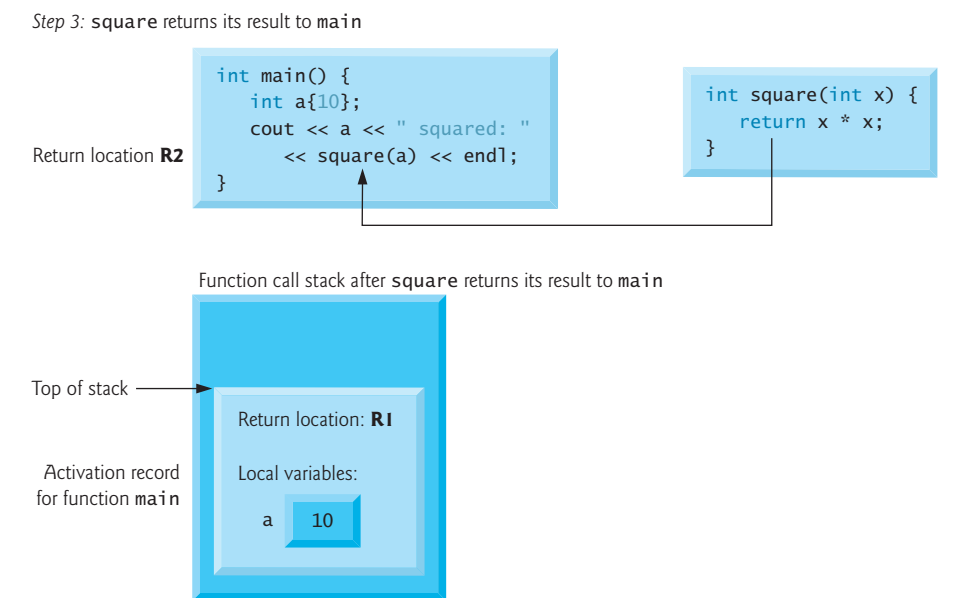 Step 3: square returns its result to main
int main() {
int a{10};
cout << a << " squared: "
<< square(a) << endl;
}
Return location R2
int square(int x) {
return x * x;
}
Function call stack after square returns its result to main
Top of stack
Return location: R1
Activation record
for function main
Local variables:
a 10